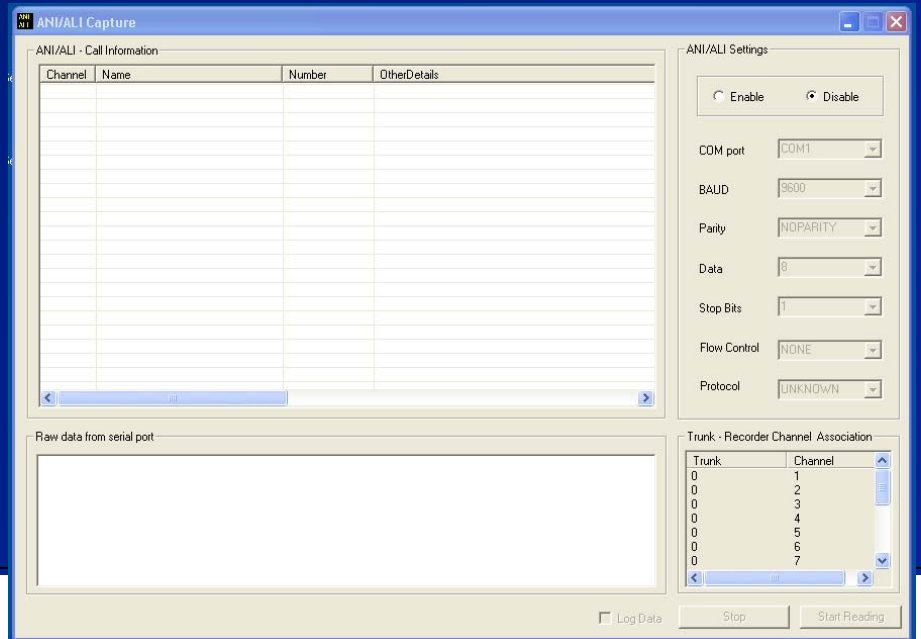 ANI ALI ANI/ALI Capture
ANI/ALI - Call Information
Channel Name Number OtherDetails
ANI/ALI Settings
Enable Disable
COM port COM1
BAUD 9600
Parity NOPARITY
Data 8
Stop Bits 1
Flow Control NONE
Protocol UNKNOWN
Raw data from serial port
Trunk - Recorder Channel Association
Trunk Channel
0 1
0 2
0 3
0 4
0 5
0 6
0 7
Log Data Stop Start Reading